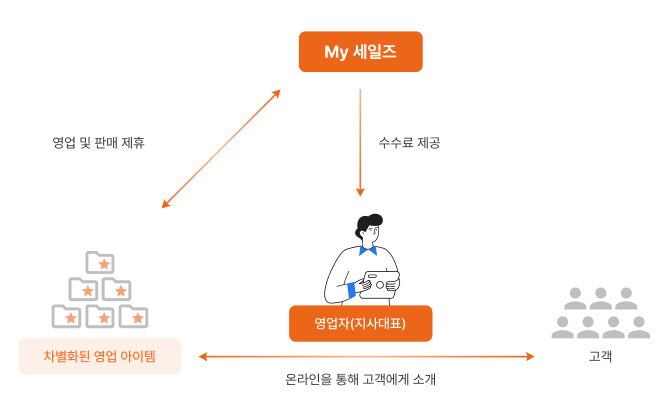 My 세일즈
영업 및 판매 제휴
수수료 제공
영업자(지사대표)
차별화된 영업 아이템
고객
온라인을 통해 고객에게 소개